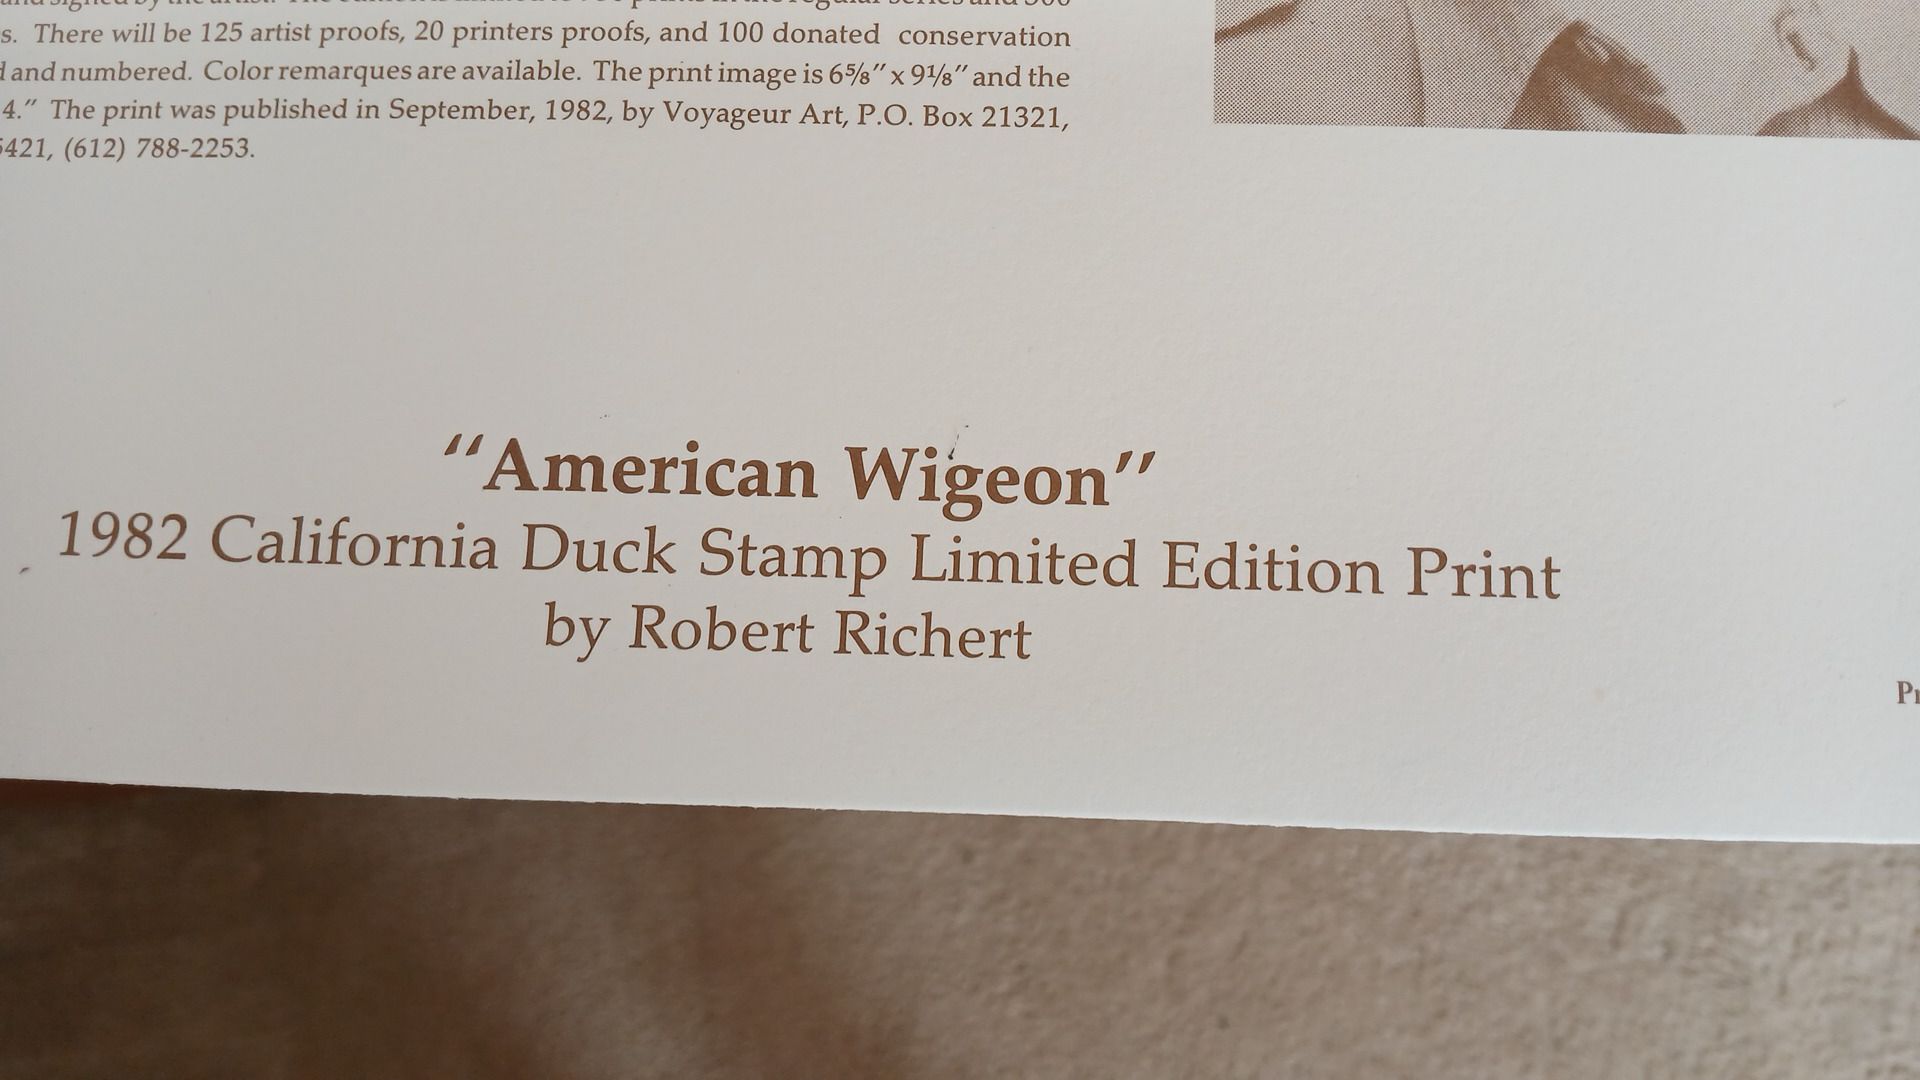 s. There will be 125 artist proofs, 20 printers proofs, and 100 donated conservation
and numbered. Color remarques are available. The print image is 6⅝″ x 9⅛″ and the
4.” The print was published in September, 1982, by Voyageur Art, P.O. Box 21321,
5421, (612) 788-2253.
“American Wigeon”
1982 California Duck Stamp Limited Edition Print
by Robert Richert